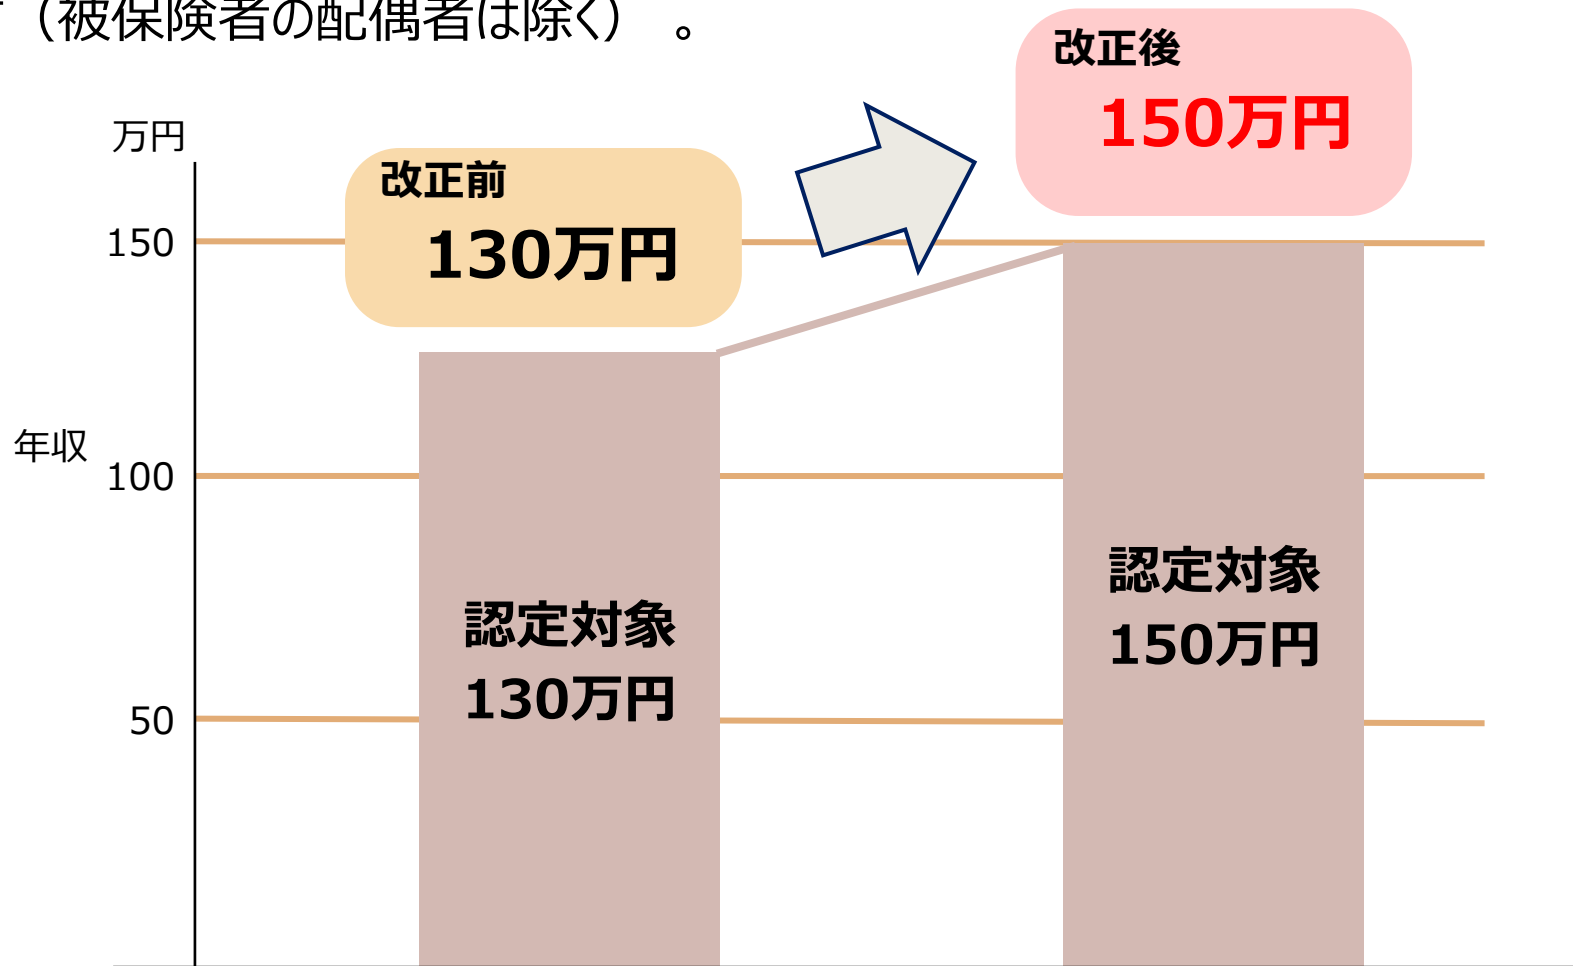 （被保険者の配偶者は除く） 。
改正後
150万円
万円
改正前
130万円
150
年収
100
認定対象
150万円
認定対象
130万円
50